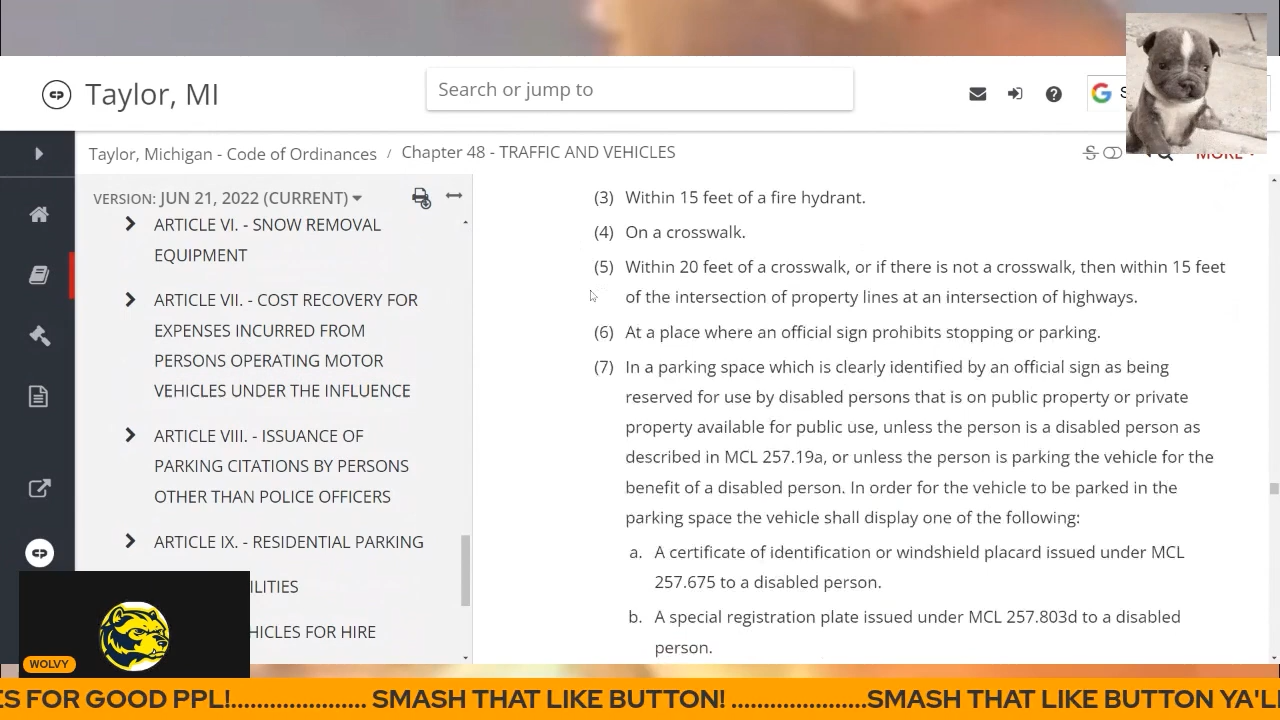 Taylor, MI
Search or jump to
Taylor, Michigan - Code of Ordinances / Chapter 48 - TRAFFIC AND VEHICLES
MORE
VERSION: JUN 21, 2022 (CURRENT)
ARTICLE VI. - SNOW REMOVAL
EQUIPMENT
ARTICLE VII. - COST RECOVERY FOR
EXPENSES INCURRED FROM
PERSONS OPERATING MOTOR
VEHICLES UNDER THE INFLUENCE
ARTICLE VIII. - ISSUANCE OF
PARKING CITATIONS BY PERSONS
OTHER THAN POLICE OFFICERS
ARTICLE IX. - RESIDENTIAL PARKING
ILITIES
HICLES FOR HIRE
(3) Within 15 feet of a fire hydrant.
(4) On a crosswalk.
(5) Within 20 feet of a crosswalk, or if there is not a crosswalk, then within 15 feet
of the intersection of property lines at an intersection of highways.
(6) At a place where an official sign prohibits stopping or parking.
(7) In a parking space which is clearly identified by an official sign as being
reserved for use by disabled persons that is on public property or private
property available for public use, unless the person is a disabled person as
described in MCL 257.19a, or unless the person is parking the vehicle for the
benefit of a disabled person. In order for the vehicle to be parked in the
parking space the vehicle shall display one of the following:
a. A certificate of identification or windshield placard issued under MCL
257.675 to a disabled person.
b. A special registration plate issued under MCL 257.803d to a disabled
person.
WOLVY
ES FOR GOOD PPL!..................... SMASH THAT LIKE BUTTON! ....................SMASH THAT LIKE BUTTON YA'L